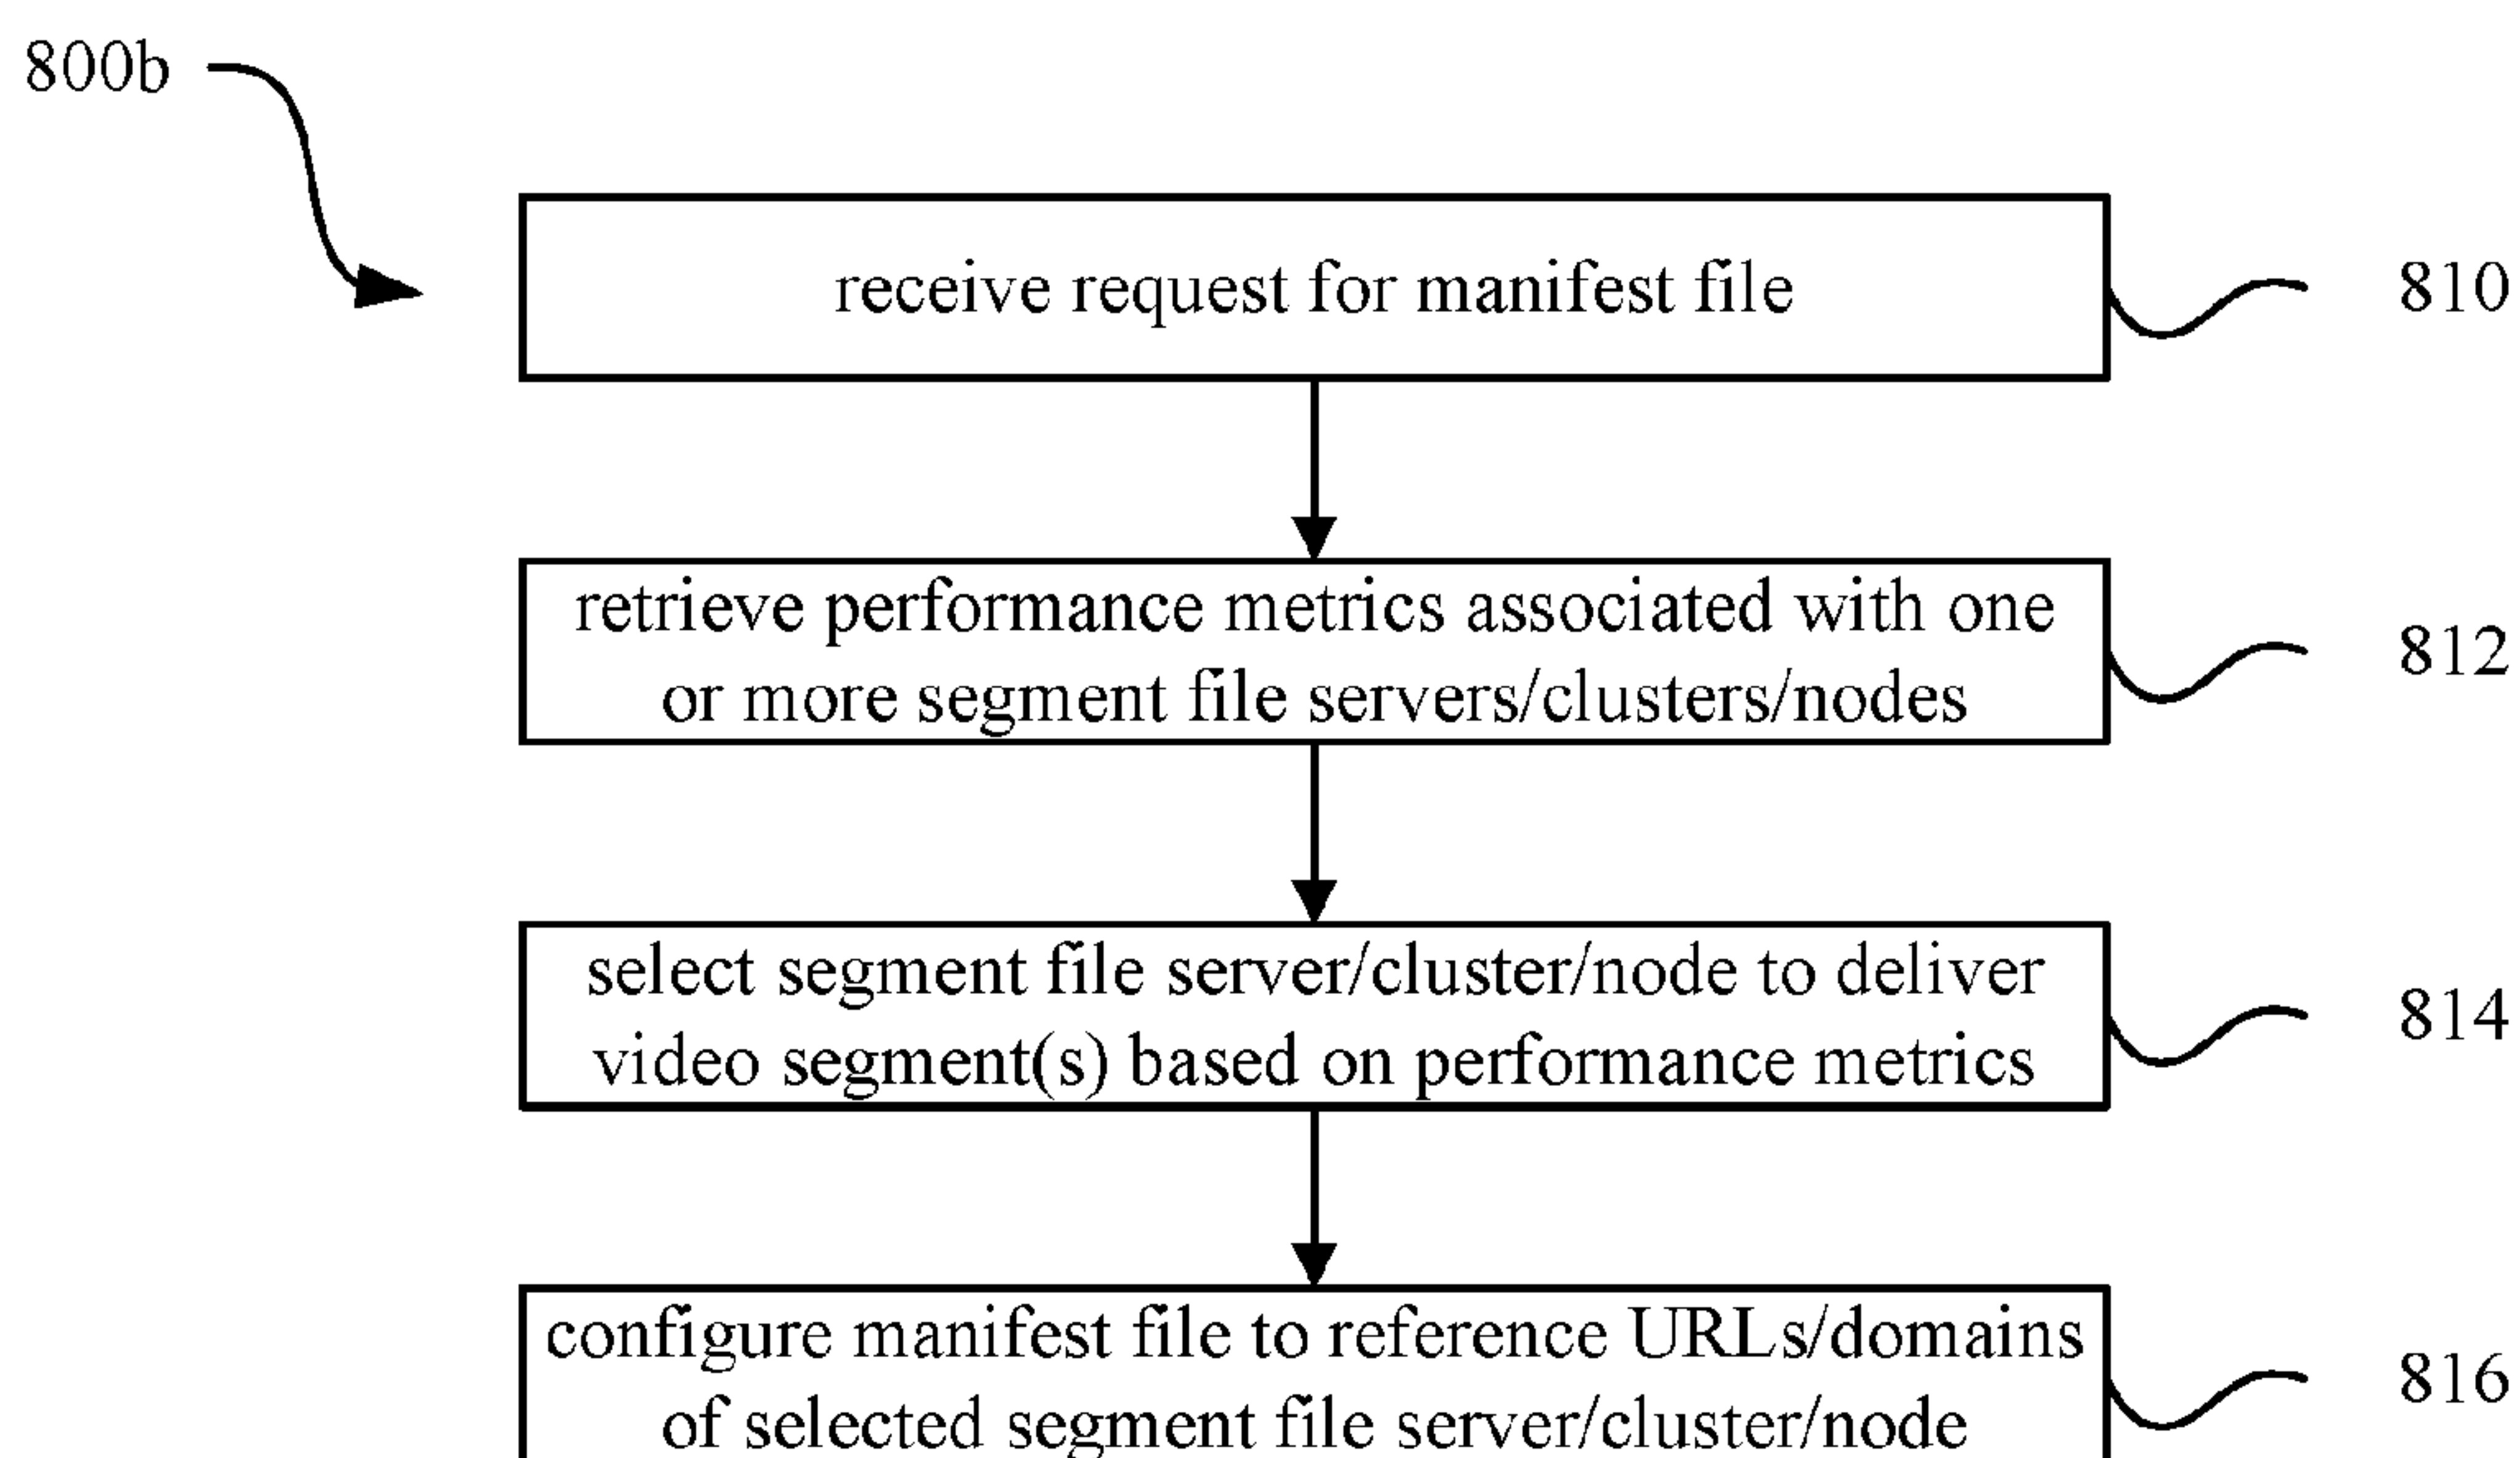 800b
receive request for manifest file
810
retrieve performance metrics associated with one
or more segment file servers/clusters/nodes
812
select segment file server/cluster/node to deliver
video segment(s) based on performance metrics
814
configure manifest file to reference URLs/domains
of selected segment file server/cluster/node
816